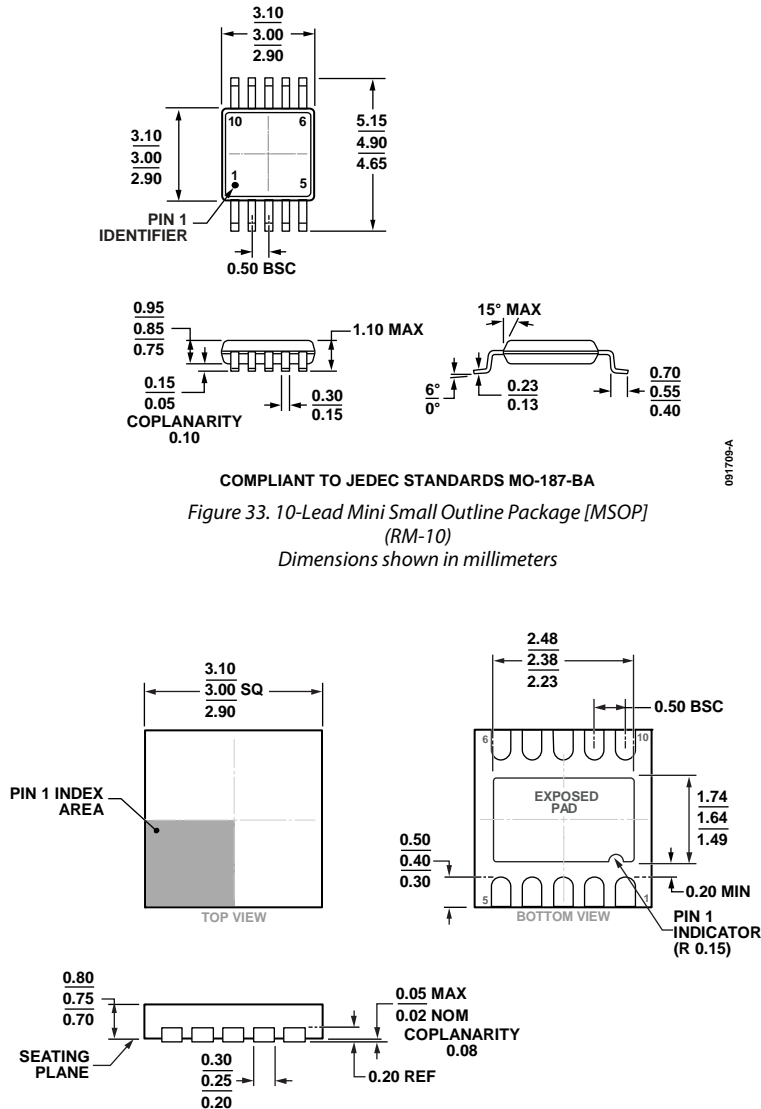 3.10
3.00
2.90
10
6
1
5
3.10
3.00
2.90
5.15
4.90
4.65
PIN 1
IDENTIFIER
0.50 BSC
0.95
0.85
0.75
1.10 MAX
15° MAX
0.15
0.05
COPLANARITY
0.10
0.30
0.15
6°
0°
0.23
0.13
0.70
0.55
0.40
COMPLIANT TO JEDEC STANDARDS MO-187-BA
091709-A
Figure 33. 10-Lead Mini Small Outline Package [MSOP]
(RM-10)
Dimensions shown in millimeters
3.10
3.00 SQ
2.90
PIN 1 INDEX
AREA
TOP VIEW
2.48
2.38
2.23
0.50 BSC
6
10
EXPOSED
PAD
1.74
1.64
1.49
0.50
0.40
0.30
5
1
BOTTOM VIEW
0.20 MIN
PIN 1
INDICATOR
(R 0.15)
0.80
0.75
0.70
SEATING
PLANE
0.30
0.25
0.20
0.05 MAX
0.02 NOM
COPLANARITY
0.08
0.20 REF